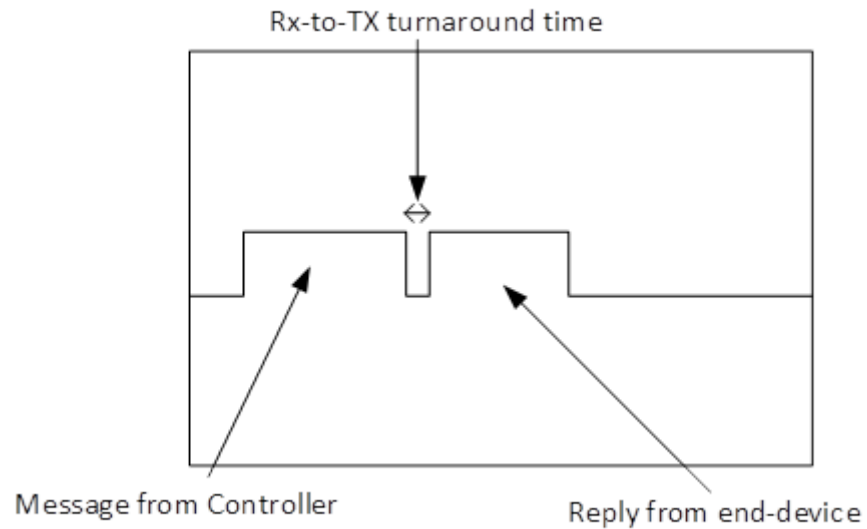 Rx-to-TX turnaround time
Message from Controller
Reply from end-device